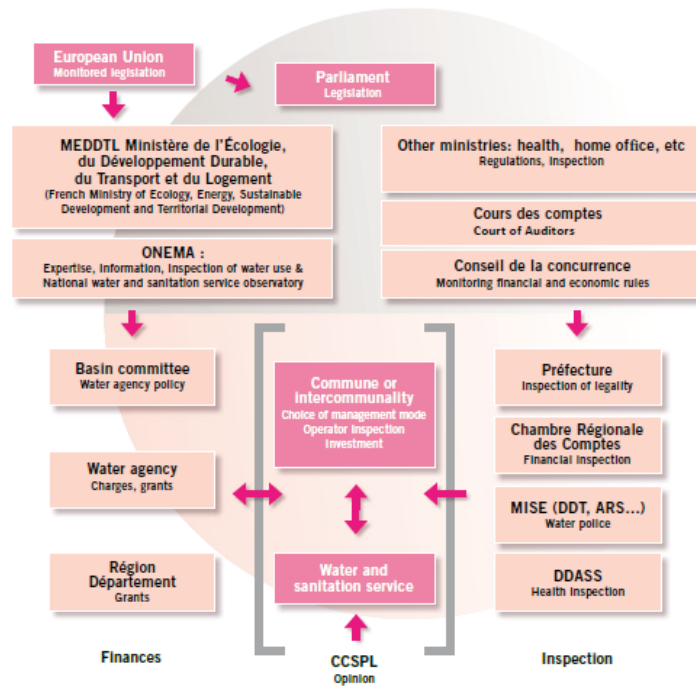 European Union
Monitored legislation
Parliament
Legislation
MEDDTL Ministère de l'Écologie,
du Développement Durable,
du Transport et du Logement
(French Ministry of Ecology, Energy, Sustainable
Development and Territorial Development)
Other ministries: health, home office, etc
Regulations, Inspection
Cours des comptes
Court of Auditors
ONEMA :
Expertise, Information, Inspection of water use &
National water and sanitation service observatory
Conseil de la concurrence
Monitoring financial and economic rules
Basin committee
Water agency policy
Commune or
intercommunality
Choice of management mode
Operator Inspection
Investment
Préfecture
Inspection of legality
Chambre Régionale
des Comptes
Financial Inspection
Water agency
Charges, grants
MISE (DDT, ARS...)
Water police
Région
Département
Grants
Water and
sanitation service
DDASS
Health Inspection
Finances
CCSPL
Opinion
Inspection